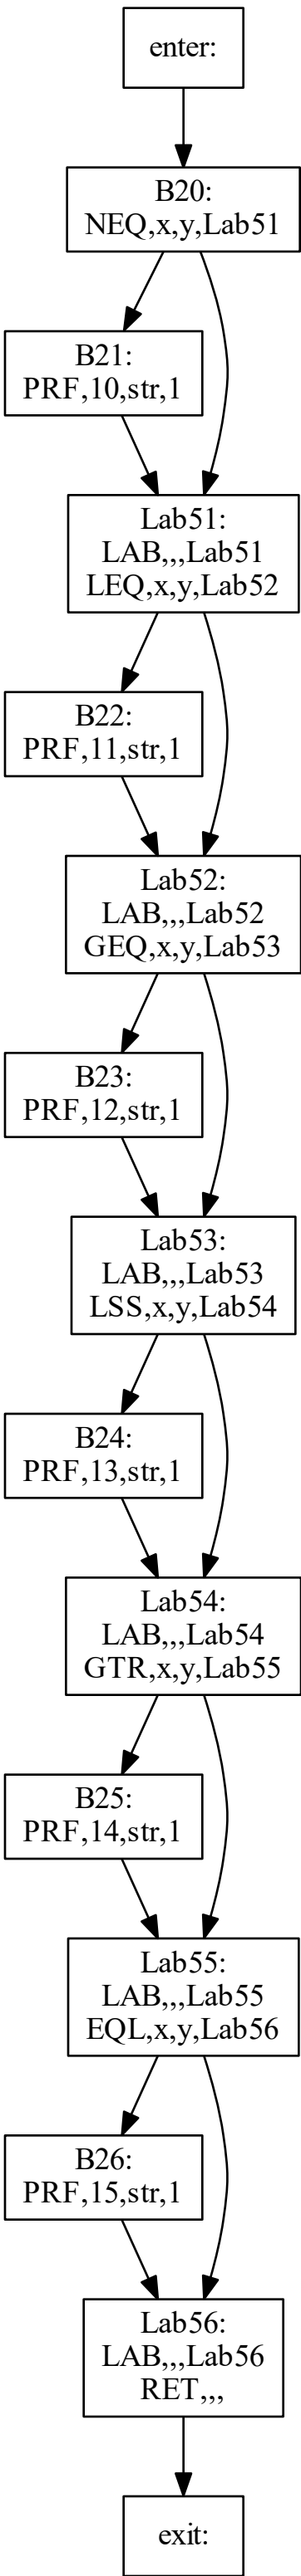 enter:
B20:
NEQ,x,y,Lab51
B21:
PRF,10,str,1
Lab51:
LAB,,,Lab51
LEQ,x,y,Lab52
B22:
PRF,11,str,1
Lab52:
LAB,,,Lab52
GEQ,x,y,Lab53
B23:
PRF,12,str,1
Lab53:
LAB,,,Lab53
LSS,x,y,Lab54
B24:
PRF,13,str,1
Lab54:
LAB,,,Lab54
GTR,x,y,Lab55
B25:
PRF,14,str,1
Lab55:
LAB,,,Lab55
EQL,x,y,Lab56
B26:
PRF,15,str,1
Lab56:
LAB,,,Lab56
RET,,,
exit: